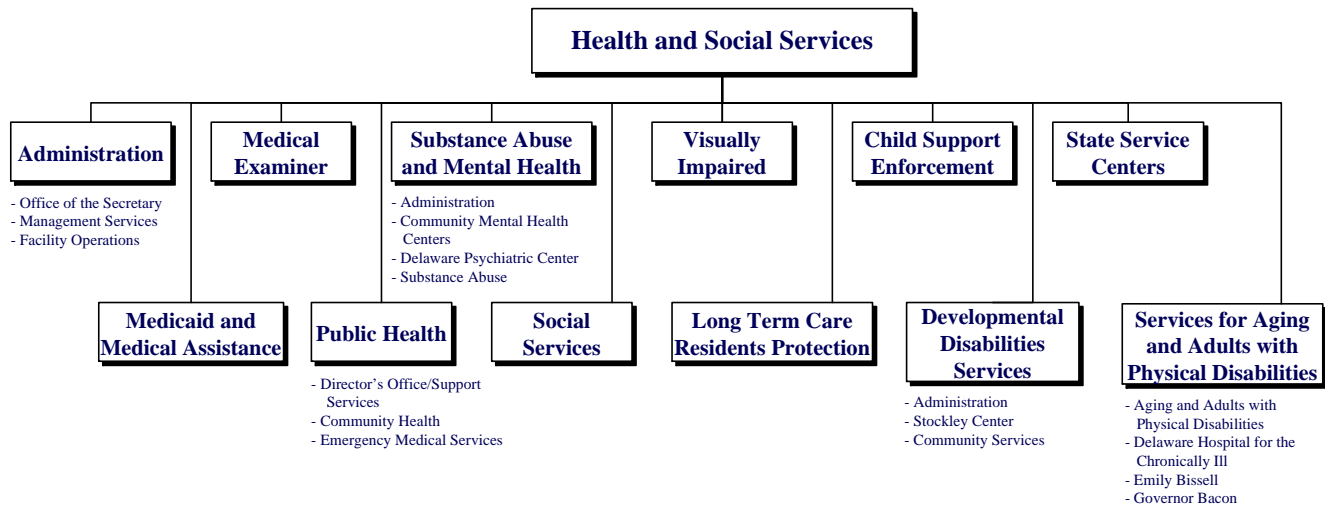 Health and Social Services
Administration
- Office of the Secretary
- Management Services
- Facility Operations
Medical
Examiner
Substance Abuse
and Mental Health
- Administration
- Community Mental Health
Centers
- Delaware Psychiatric Center
- Substance Abuse
Visually
Impaired
Child Support
Enforcement
State Service
Centers
Medicaid and
Medical Assistance
Public Health
- Director’s Office/Support
Services
- Community Health
- Emergency Medical Services
Social
Services
Long Term Care
Residents Protection
Developmental
Disabilities
Services
- Administration
- Stockley Center
- Community Services
Services for Aging
and Adults with
Physical Disabilities
- Aging and Adults with
Physical Disabilities
- Delaware Hospital for the
Chronically Ill
- Emily Bissell
- Governor Bacon